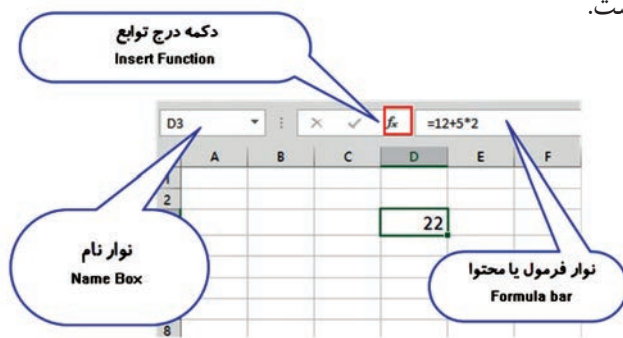 ست.
دکمه درج توابع
Insert Function
D3 fx =12+5*2
A B C D E F
1
2
22
نوار نام
Name Box
نوار فرمول یا محتوا
Formula bar
8